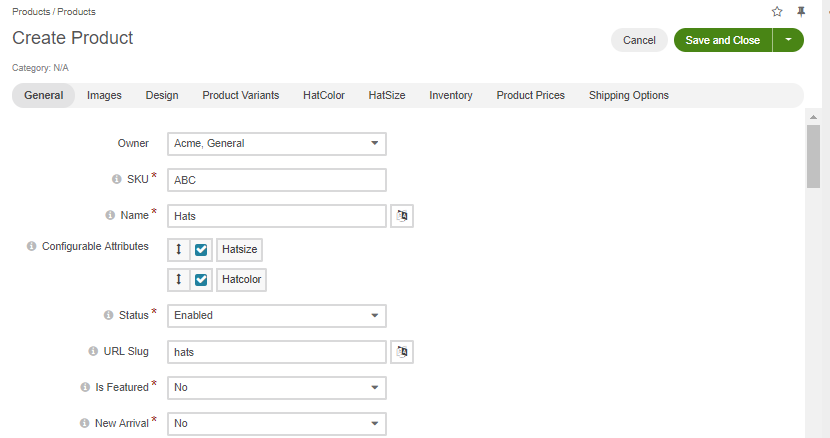 Products / Products
Create Product
Cancel
Save and Close
Category: N/A
General Images Design Product Variants HatColor HatSize Inventory Product Prices Shipping Options
Owner Acme, General
SKU * ABC
Name * Hats
Configurable Attributes Hatsize
Hatcolor
Status * Enabled
URL Slug hats
Is Featured * No
New Arrival * No